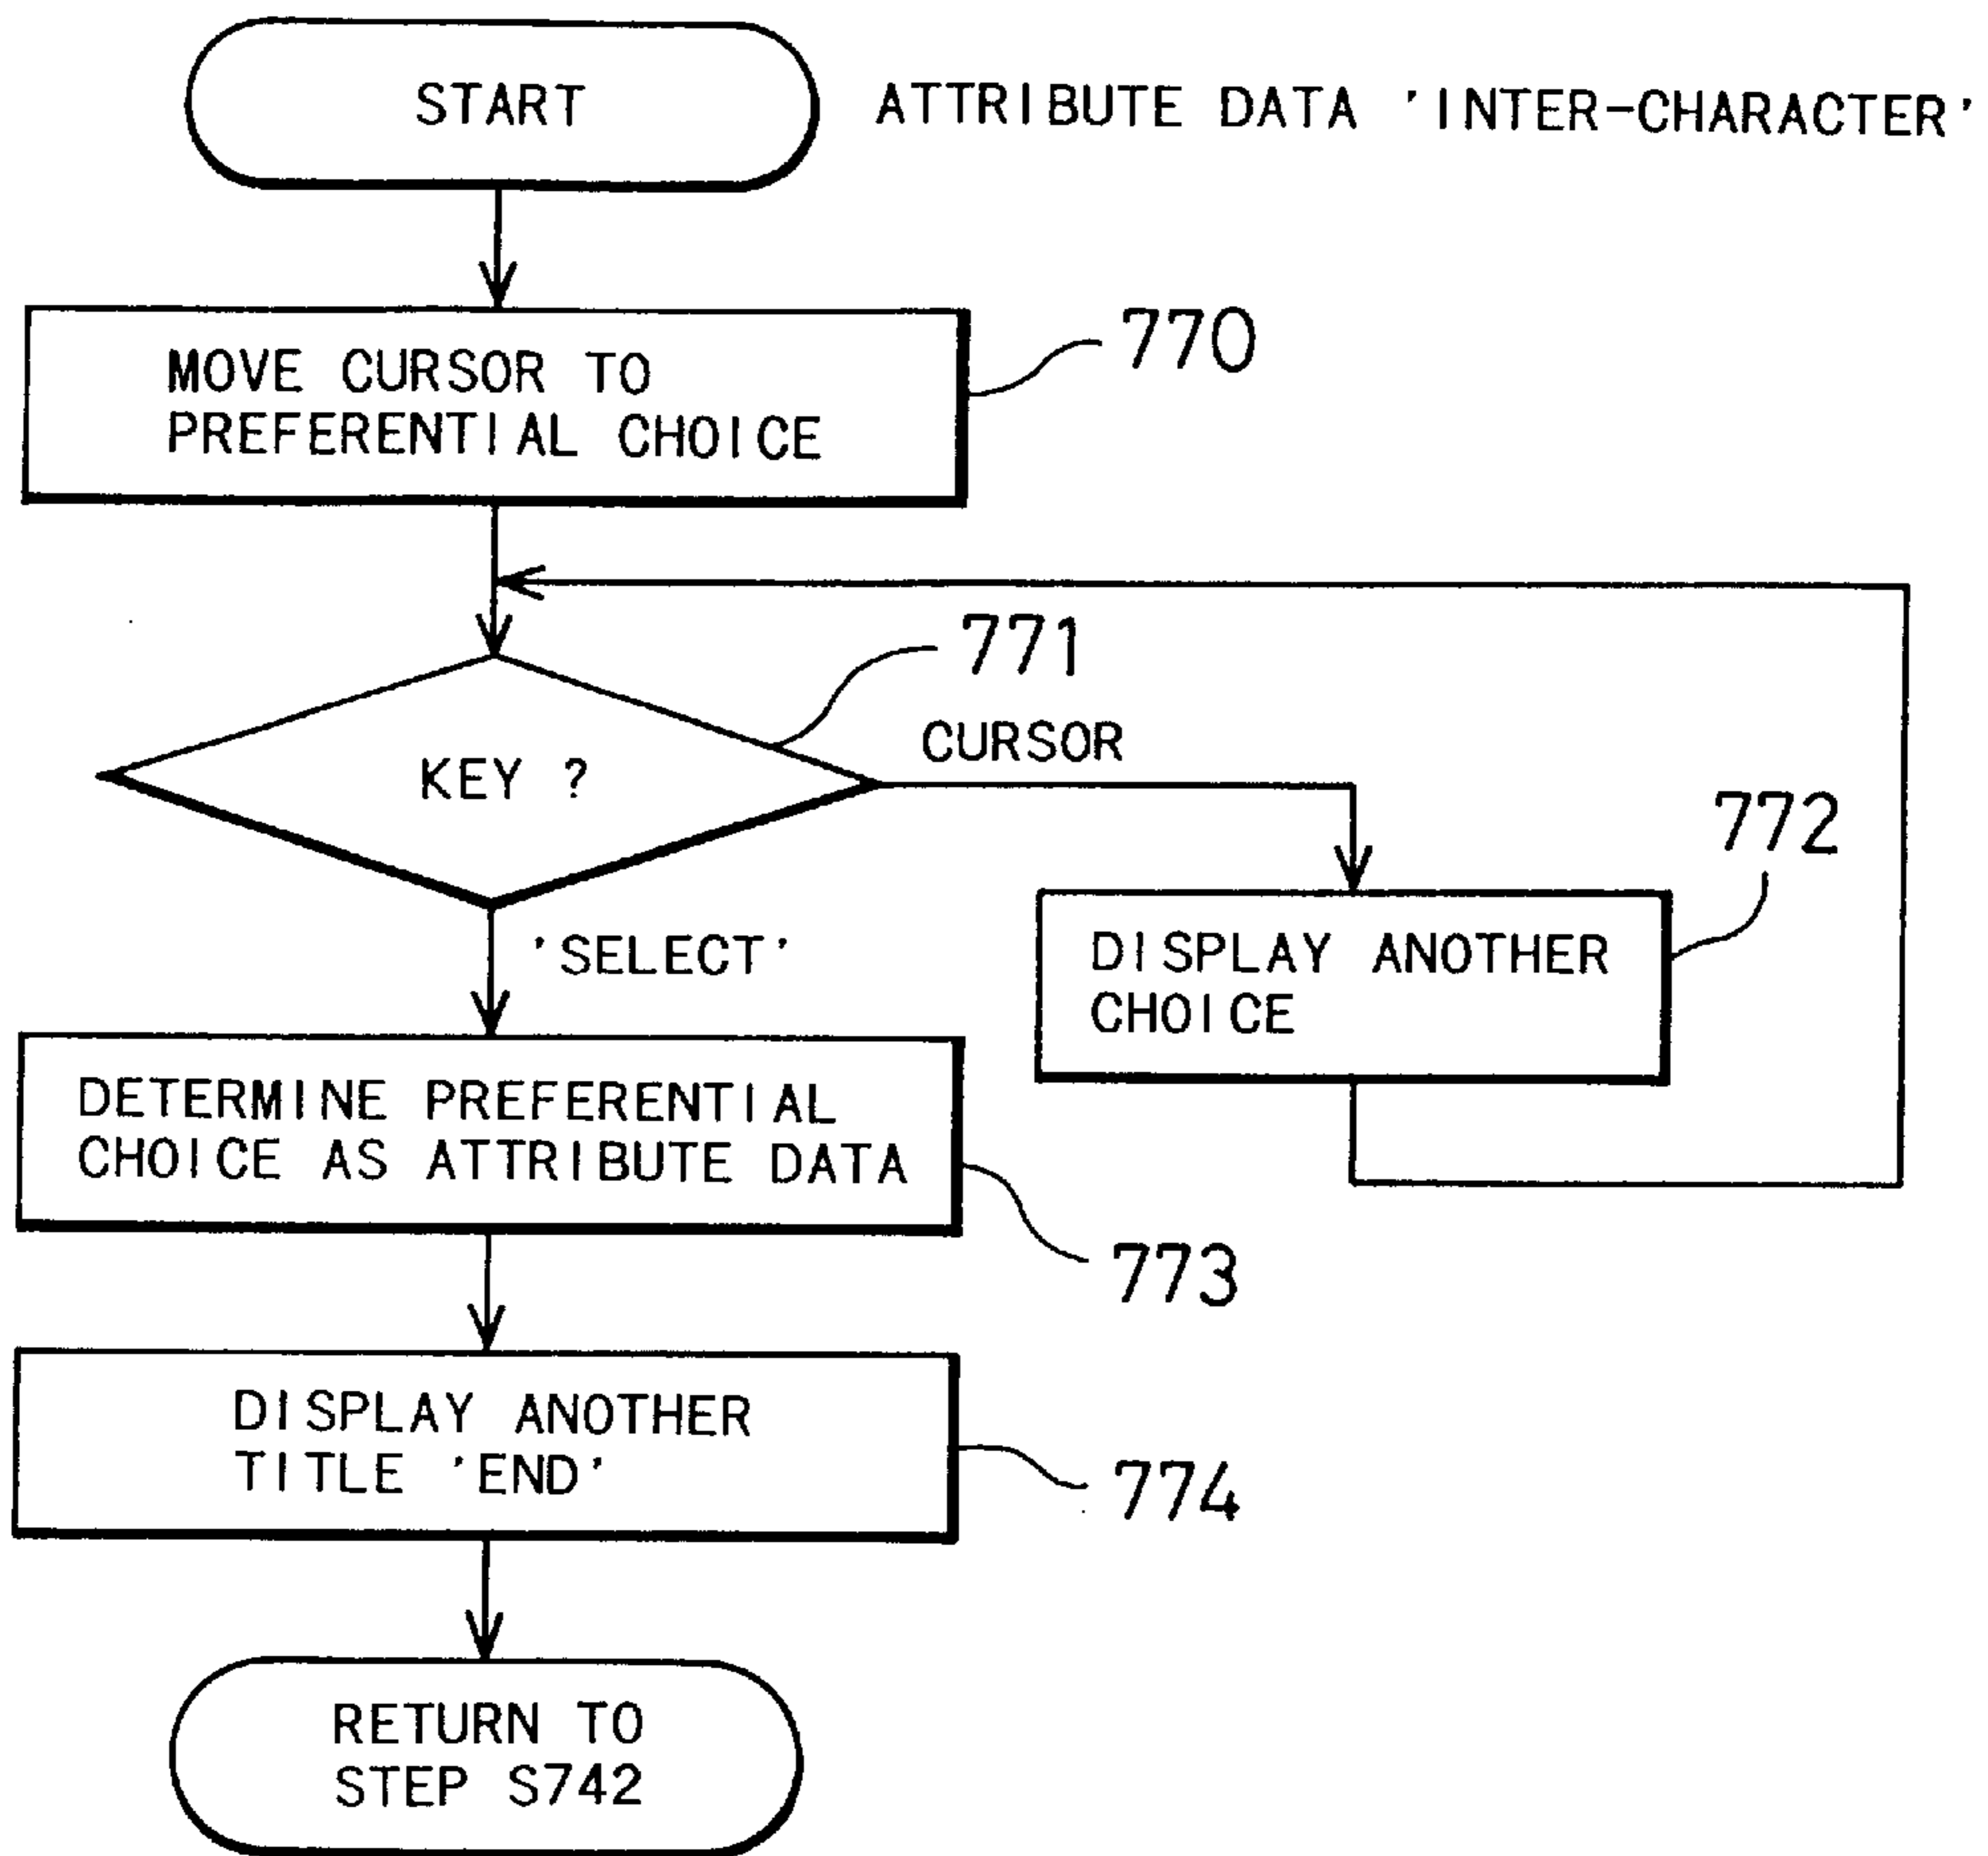 START
ATTRIBUTE DATA 'INTER-CHARACTER'
MOVE CURSOR TO
PREFERENTIAL CHOICE
770
771
KEY ?
CURSOR
772
'SELECT'
DISPLAY ANOTHER
CHOICE
DETERMINE PREFERENTIAL
CHOICE AS ATTRIBUTE DATA
773
DISPLAY ANOTHER
TITLE 'END'
774
RETURN TO
STEP S742